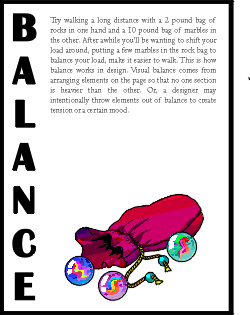 BALANCE
Try walking a long distance with a 2 pound bag of
rocks in one hand and a 10 pound bag of marbles in
the other. After awhile you'll be wanting to shift your
load around, putting a few marbles in the rock bag to
balance your load, make it easier to walk. This is how
balance works in design. Visual balance comes from
arranging elements on the page so that no one section
is heavier than the other. Or, a designer may
intentionally throw elements out of balance to create
tension or a certain mood.